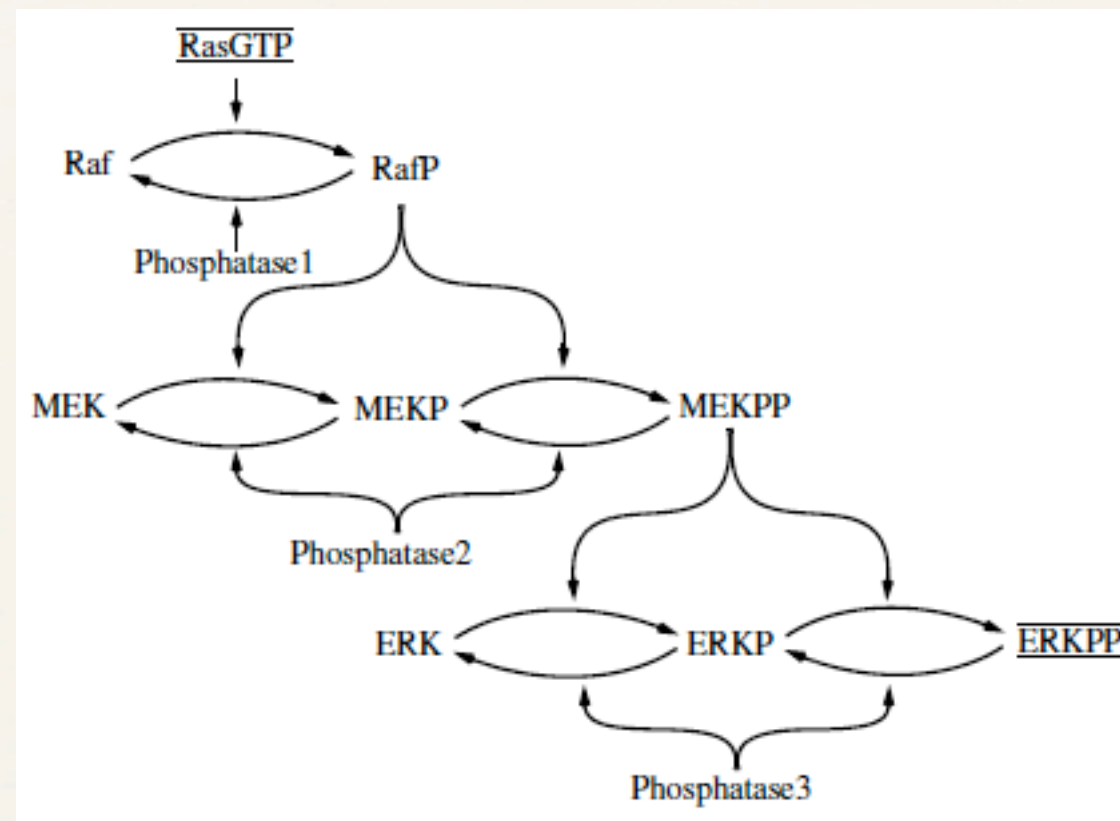 RasGTP
Raf
RafP
Phosphatase1
MEK
MEKP
MEKPP
Phosphatase2
ERK
ERKP
ERKPP
Phosphatase3